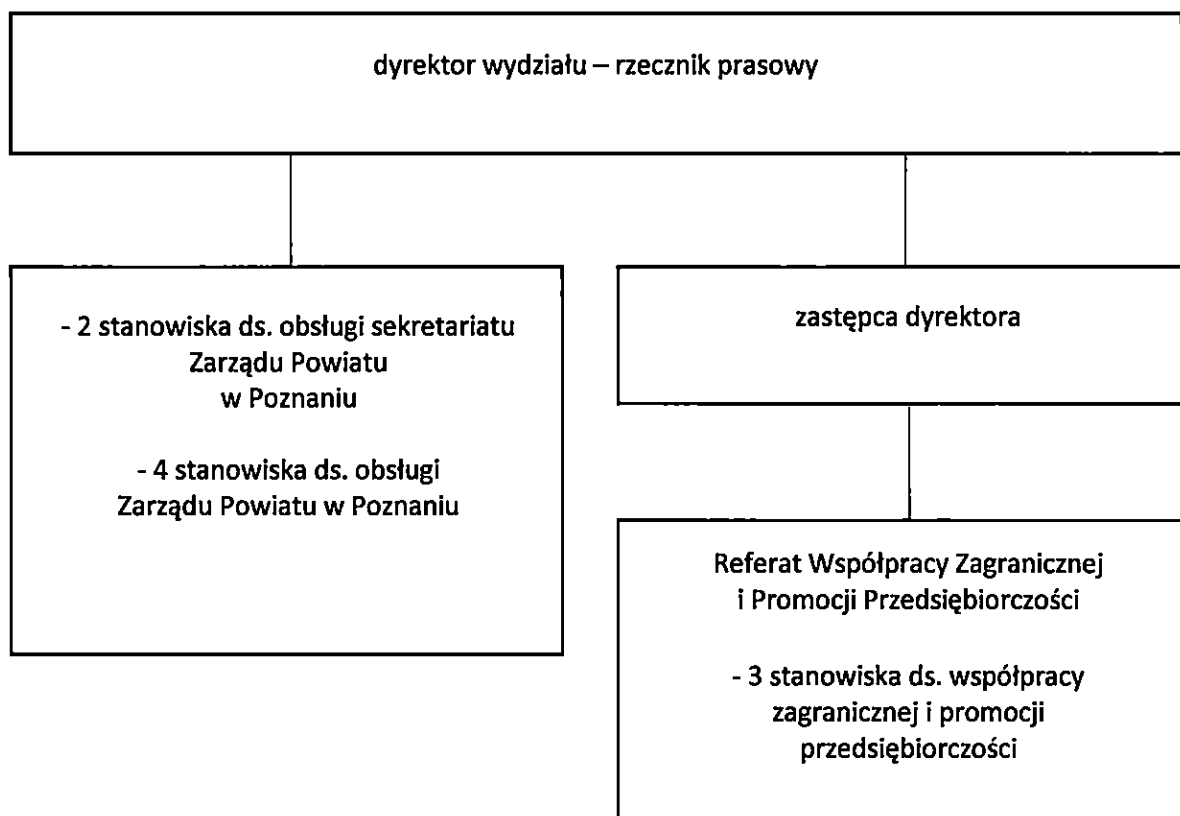 dyrektor wydziału – rzecznik prasowy
- 2 stanowiska ds. obsługi sekretariatu
Zarządu Powiatu
w Poznaniu
- 4 stanowiska ds. obsługi
Zarządu Powiatu w Poznaniu
zastępca dyrektora
Referat Współpracy Zagranicznej
i Promocji Przedsiębiorczości
- 3 stanowiska ds. współpracy
zagranicznej i promocji
przedsiębiorczości